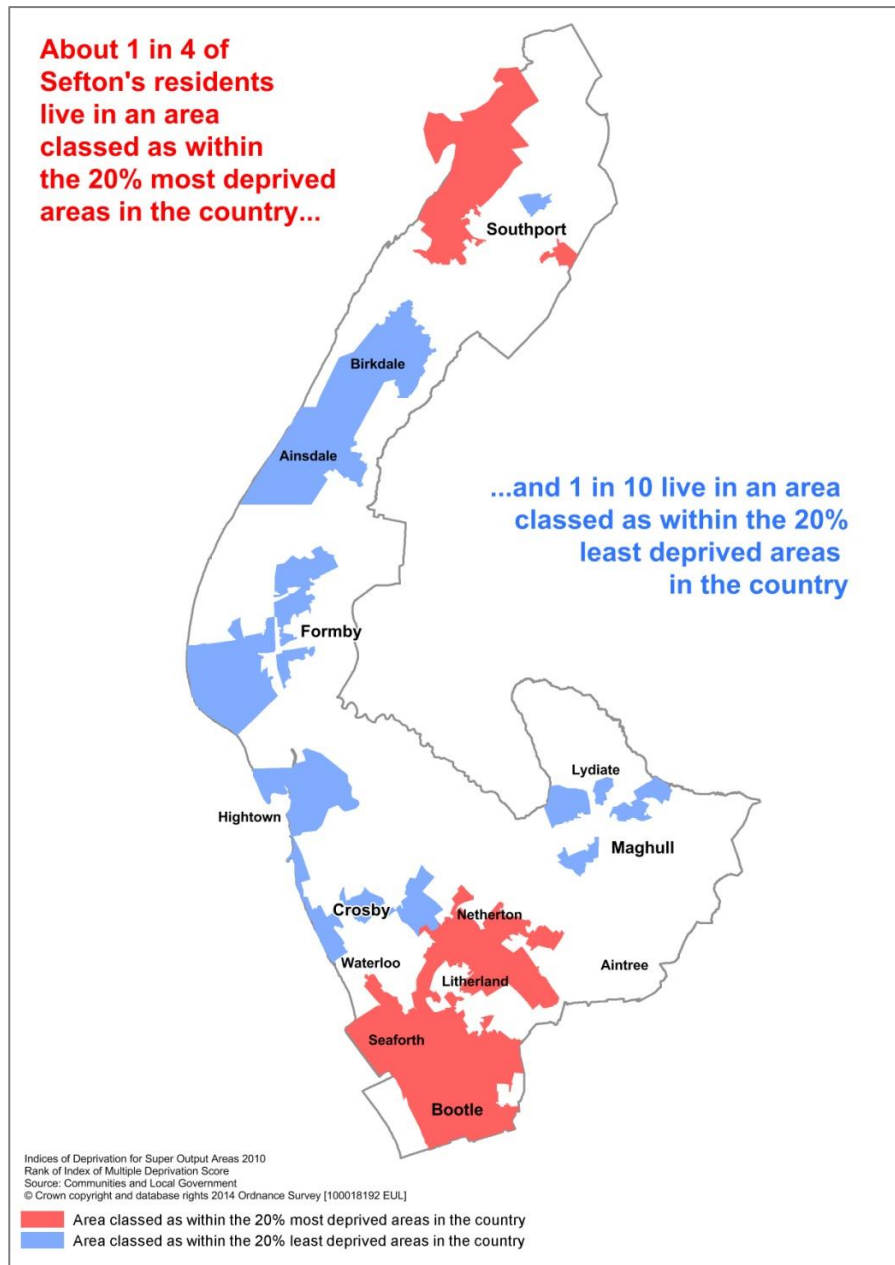 About 1 in 4 of
Sefton's residents
live in an area
classed as within
the 20% most deprived
areas in the country...
Southport
Birkdale
Ainsdale
...and 1 in 10 live in an area
classed as within the 20%
least deprived areas
in the country
Formby
Lydiate
Hightown
Maghull
Crosby
Netherton
Waterloo
Aintree
Litherland
Seaforth
Bootle
Indices of Deprivation for Super Output Areas 2010
Rank of Index of Multiple Deprivation Score
Source: Communities and Local Government
© Crown copyright and database rights 2014 Ordnance Survey [100018192 EUL]
Area classed as within the 20% most deprived areas in the country
Area classed as within the 20% least deprived areas in the country